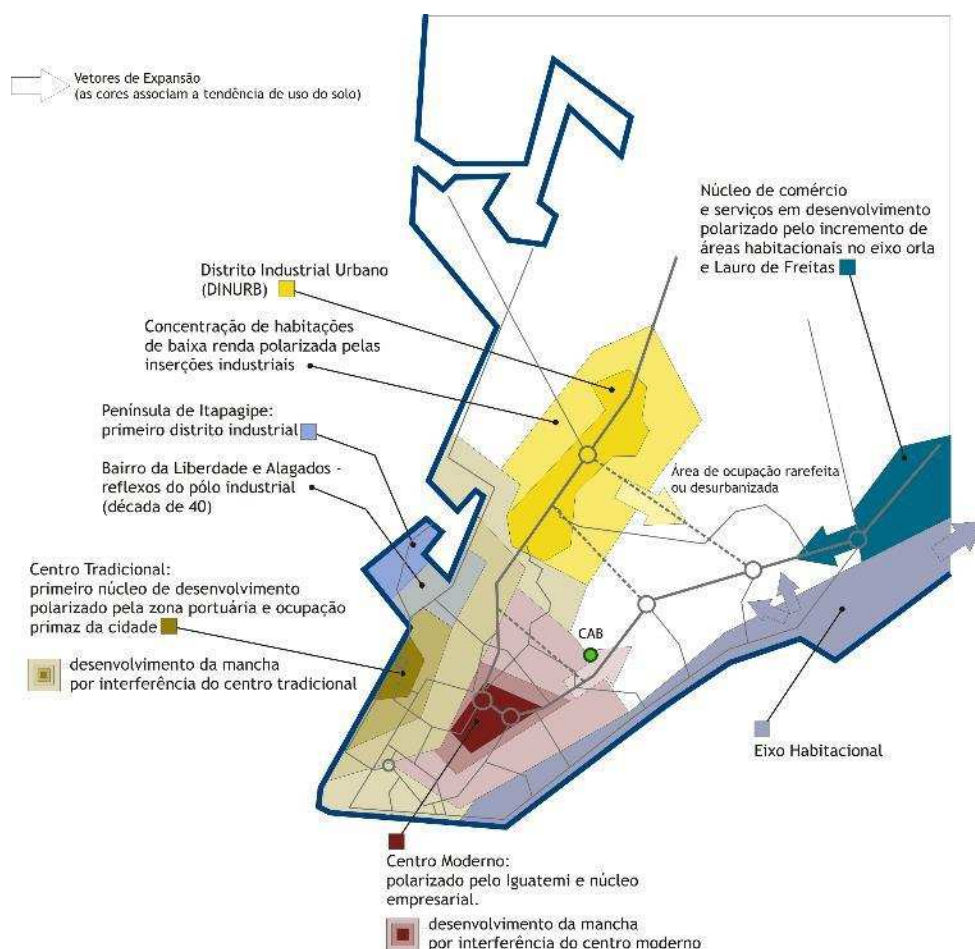 Vetores de Expansão
(as cores associam a tendência de uso do solo)
Núcleo de comércio
e serviços em desenvolvimento
polarizado pelo incremento de
áreas habitacionais no eixo orla
e Lauro de Freitas
Distrito Industrial Urbano
(DINURB)
Concentração de habitações
de baixa renda polarizada pelas
inserções industriais
Península de Itapagipe:
primeiro distrito industrial
Bairro da Liberdade e Alagados -
reflexos do pólo industrial
(década de 40)
Área de ocupação rarefeita
ou desurbanizada
Centro Tradicional:
primeiro núcleo de desenvolvimento
polarizado pela zona portuária e ocupação
primaz da cidade
desenvolvimento da mancha
por interferência do centro tradicional
CAB
Eixo Habitacional
Centro Moderno:
polarizado pelo Iguatemi e núcleo
empresarial.
desenvolvimento da mancha
por interferência do centro moderno